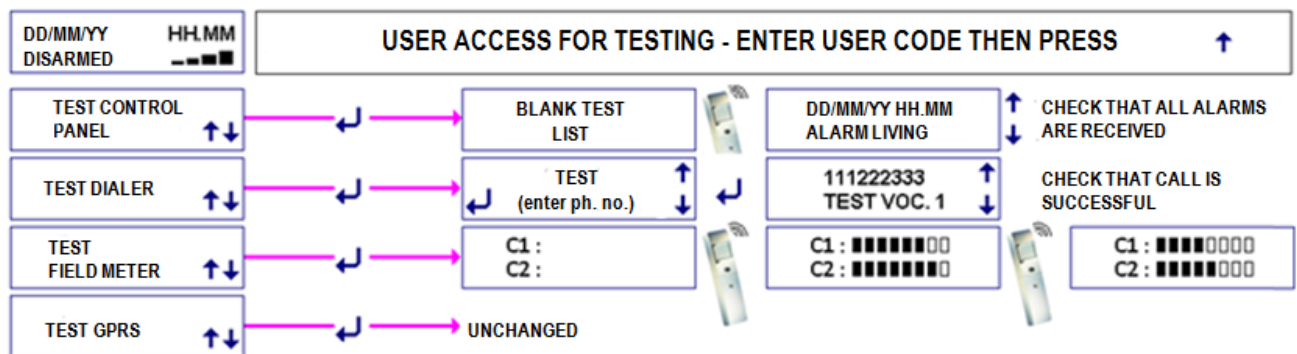 DD/MM/YY HH.MM
DISARMED
USER ACCESS FOR TESTING - ENTER USER CODE THEN PRESS ↑
TEST CONTROL
PANEL ↑↓
BLANK TEST
LIST
DD/MM/YY HH.MM
ALARM LIVING
CHECK THAT ALL ALARMS
ARE RECEIVED
TEST DIALER ↑↓
TEST
(enter ph. no.)
111222333
TEST VOC. 1
CHECK THAT CALL IS
SUCCESSFUL
TEST
FIELD METER ↑↓
C1 :
C2 :
C1 : ▮▮▮▮▮▮▯▯
C2 : ▮▮▮▮▮▮▮▯
C1 : ▮▮▮▮▯▯▯▯
C2 : ▮▮▮▮▮▯▯▯
TEST GPRS ↑↓
UNCHANGED